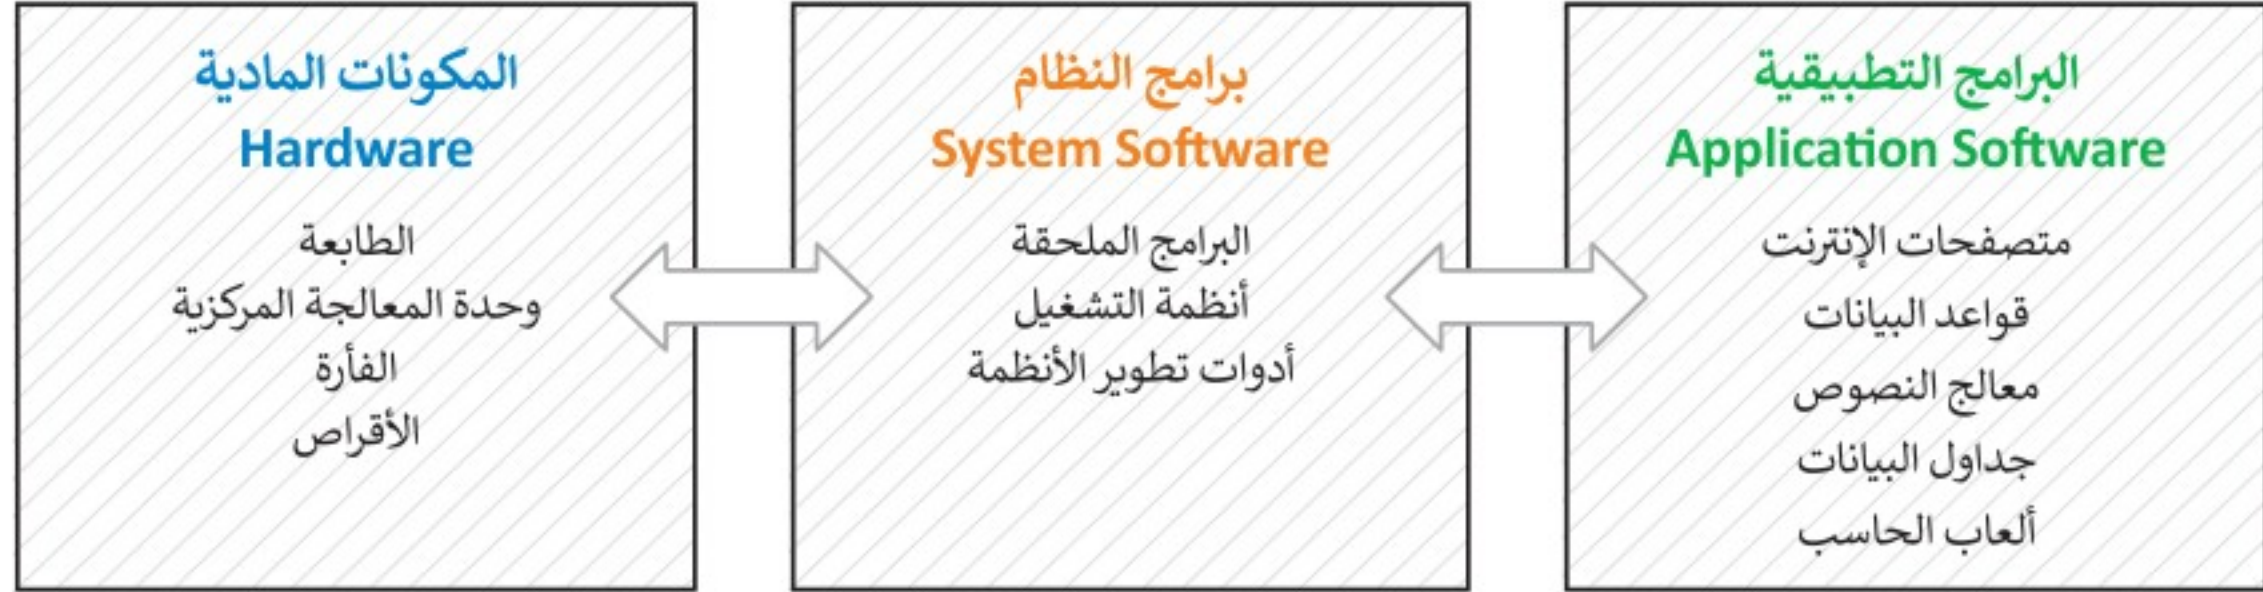 البرامج التطبيقية
Application Software
متصفحات الإنترنت
قواعد البيانات
معالج النصوص
جداول البيانات
ألعاب الحاسب
برامج النظام
System Software
البرامج الملحقة
أنظمة التشغيل
أدوات تطوير الأنظمة
المكونات المادية
Hardware
الطابعة
وحدة المعالجة المركزية
الفأرة
الأقراص